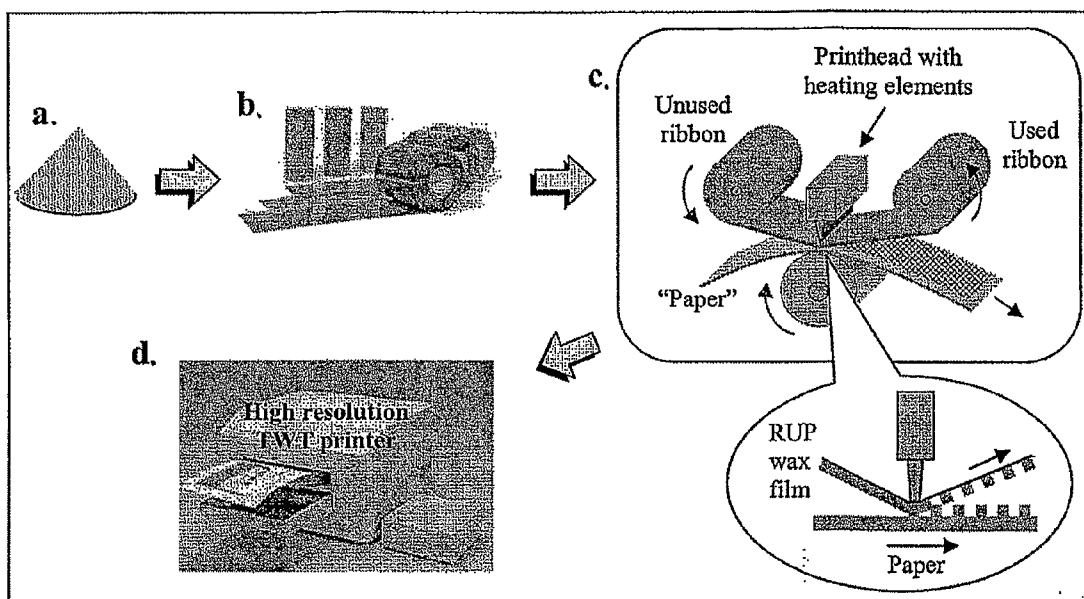 a.
b.
c.
Printhead with
heating elements
Unused
ribbon
Used
ribbon
"Paper"
d.
High resolution
TWT printer
RUP
wax
film
Paper